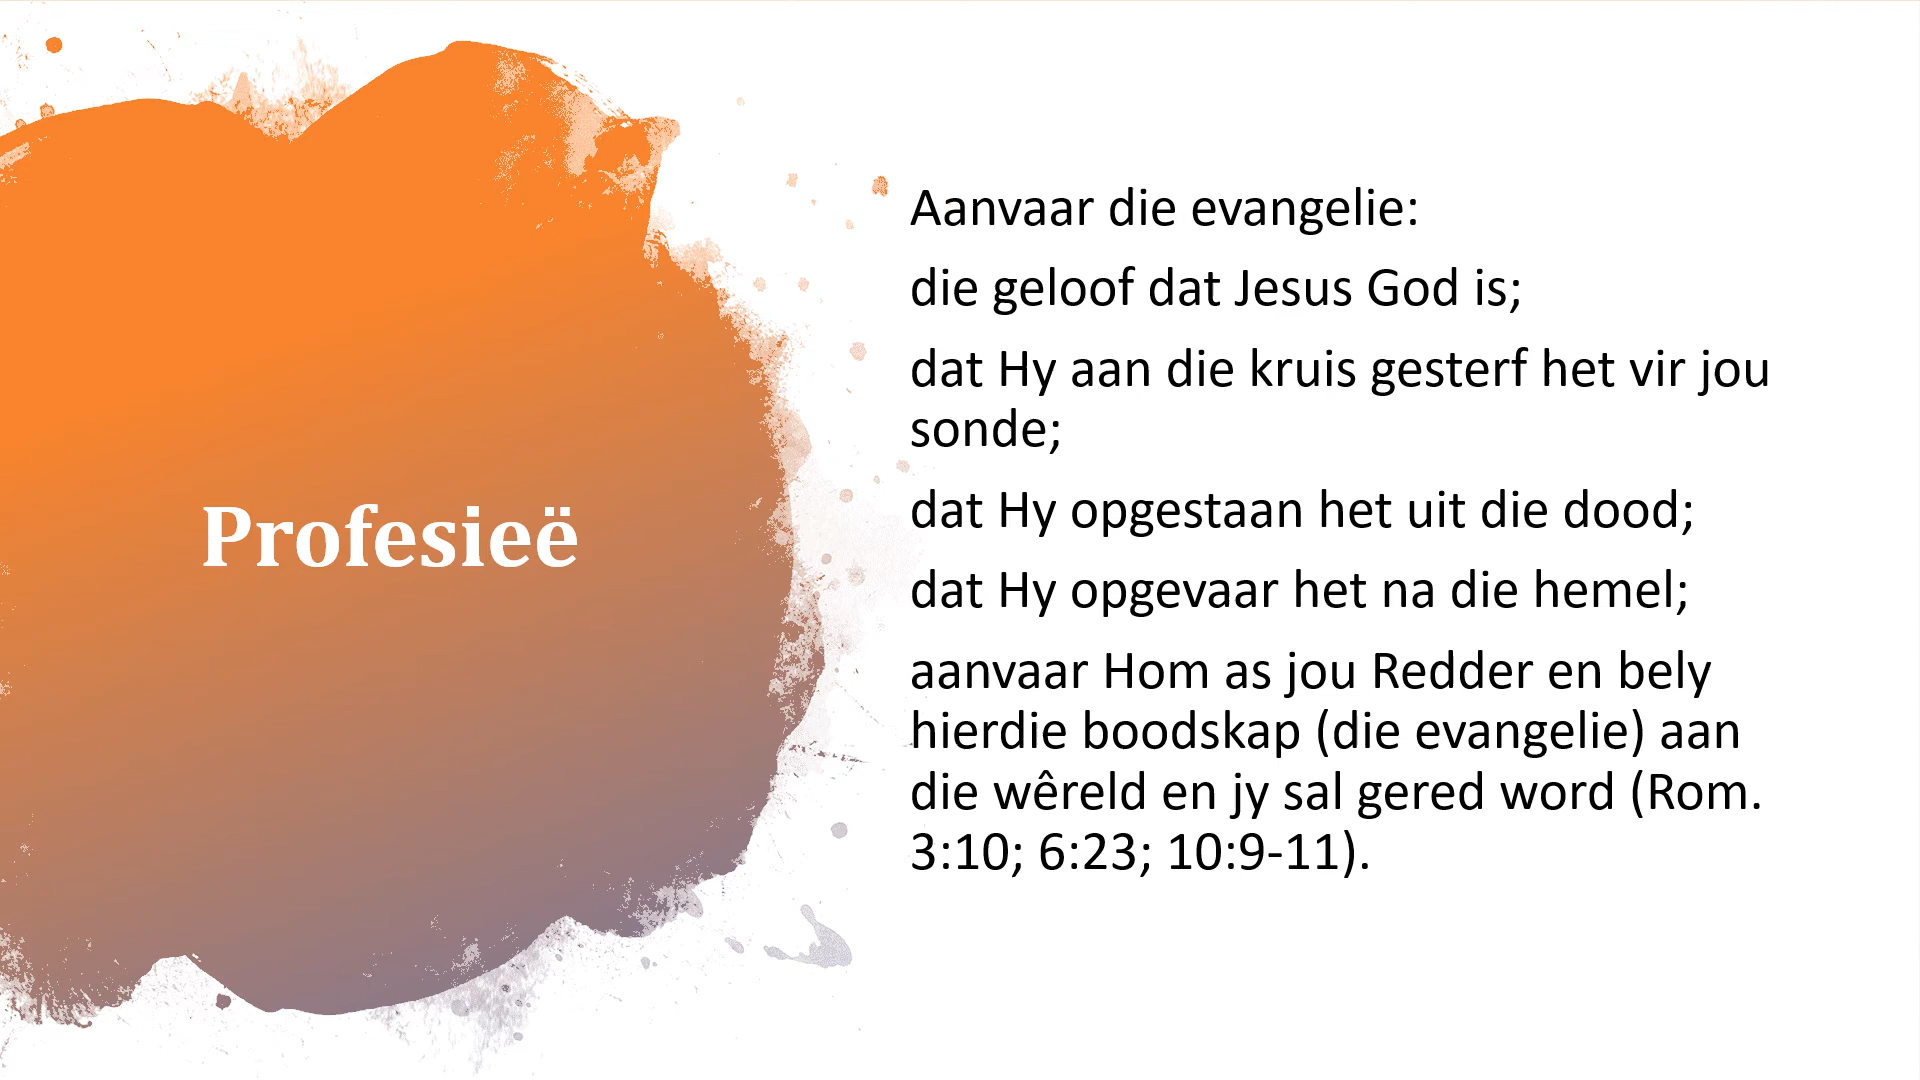 Profesieë
Aanvaar die evangelie:
die geloof dat Jesus God is;
dat Hy aan die kruis gesterf het vir jou
sonde;
dat Hy opgestaan het uit die dood;
dat Hy opgevaar het na die hemel;
aanvaar Hom as jou Redder en bely
hierdie boodskap (die evangelie) aan
die wêreld en jy sal gered word (Rom.
3:10; 6:23; 10:9-11).